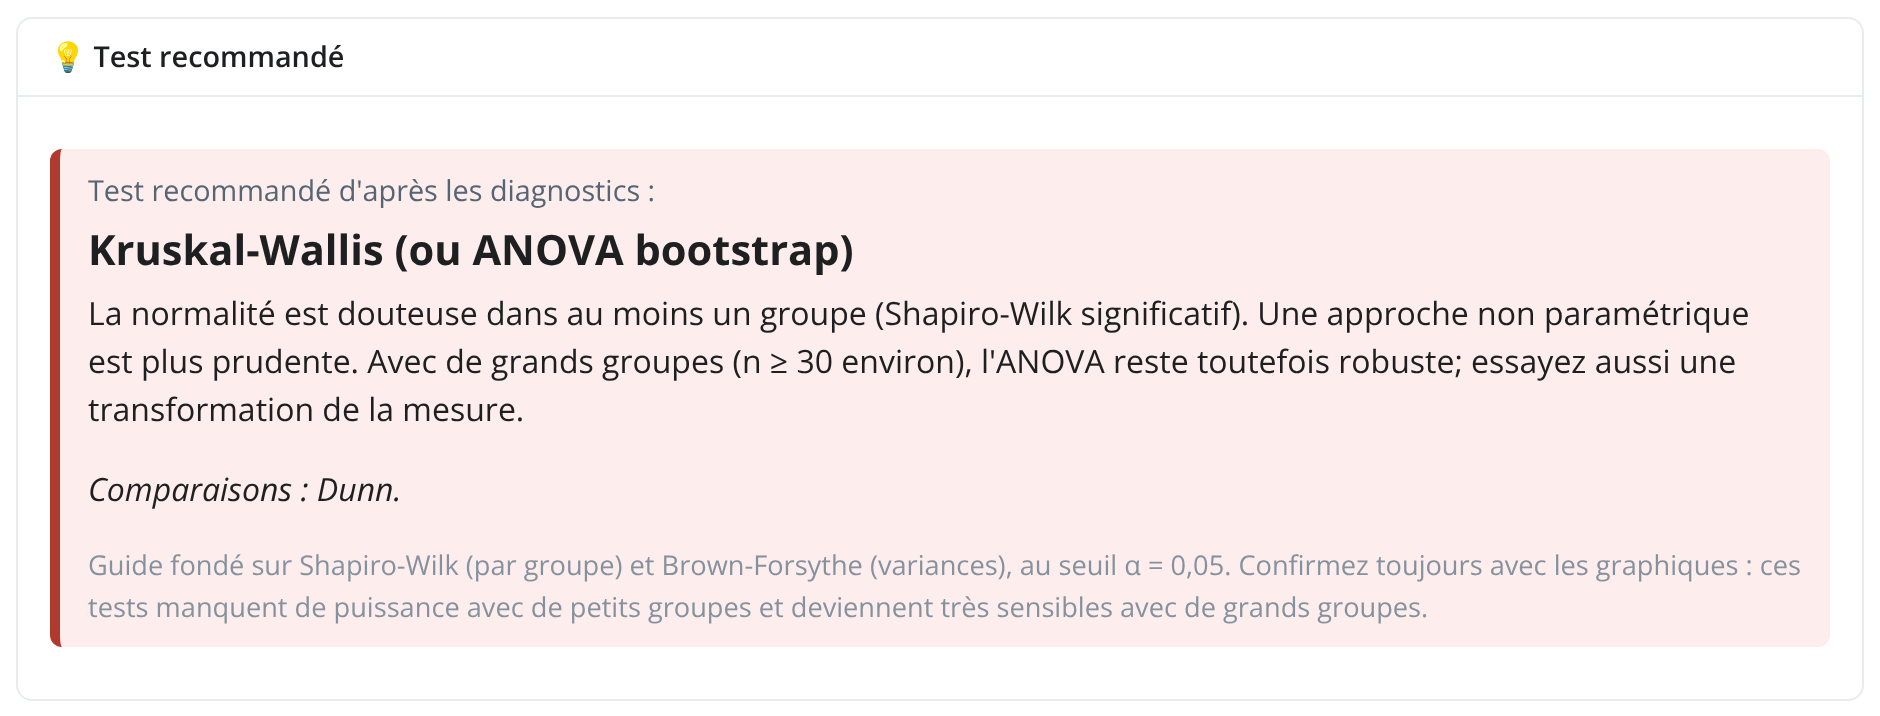 💡 Test recommandé
Test recommandé d'après les diagnostics :
Kruskal-Wallis (ou ANOVA bootstrap)
La normalité est douteuse dans au moins un groupe (Shapiro-Wilk significatif). Une approche non paramétrique
est plus prudente. Avec de grands groupes (n ≥ 30 environ), l'ANOVA reste toutefois robuste; essayez aussi une
transformation de la mesure.
Comparaisons : Dunn.
Guide fondé sur Shapiro-Wilk (par groupe) et Brown-Forsythe (variances), au seuil α = 0,05. Confirmez toujours avec les graphiques : ces
tests manquent de puissance avec de petits groupes et deviennent très sensibles avec de grands groupes.